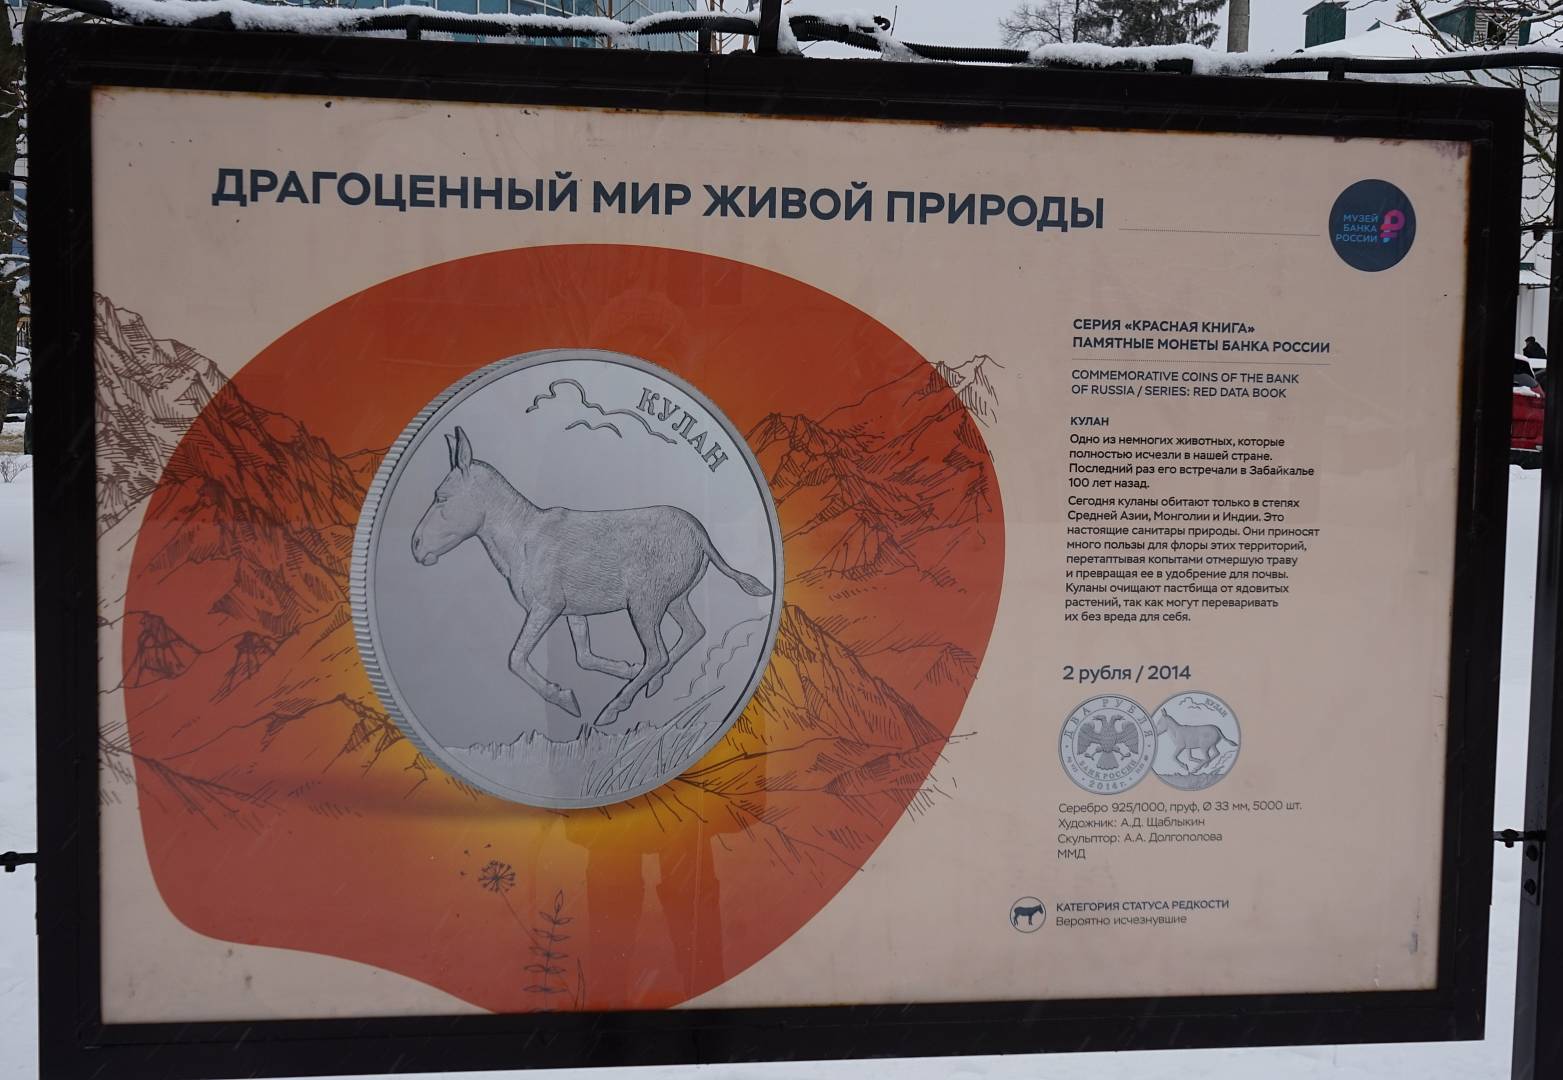 ДРАГОЦЕННЫЙ МИР ЖИВОЙ ПРИРОДЫ
МУЗЕЙ
БАНКА
РОССИИ
КУЛАН
СЕРИЯ «КРАСНАЯ КНИГА»
ПАМЯТНЫЕ МОНЕТЫ БАНКА РОССИИ
COMMEMORATIVE COINS OF THE BANK
OF RUSSIA / SERIES: RED DATA BOOK
КУЛАН
Одно из немногих животных, которые
полностью исчезли в нашей стране.
Последний раз его встречали в Забайкалье
100 лет назад.
Сегодня куланы обитают только в степях
Средней Азии, Монголии и Индии. Это
настоящие санитары природы. Они приносят
много пользы для флоры этих территорий,
перетаптывая копытами отмершую траву
и превращая ее в удобрение для почвы.
Куланы очищают пастбища от ядовитых
растений, так как могут переваривать
их без вреда для себя.
2 рубля / 2014
ДВА РУБЛЯ
БАНК РОССИИ
2014 г.
КУЛАН
Серебро 925/1000, пруф, Ø 33 мм, 5000 шт.
Художник: А.Д. Щаблыкин
Скульптор: А.А. Долгополова
ММД
КАТЕГОРИЯ СТАТУСА РЕДКОСТИ
Вероятно исчезнувшие